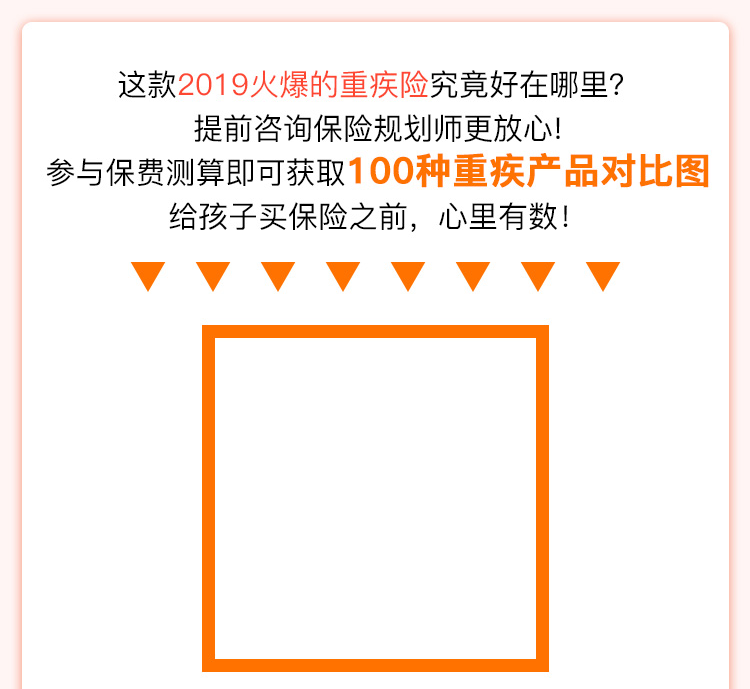 这款2019火爆的重疾险究竟好在哪里？
提前咨询保险规划师更放心！
参与保费测算即可获取100种重疾产品对比图
给孩子买保险之前，心里有数！